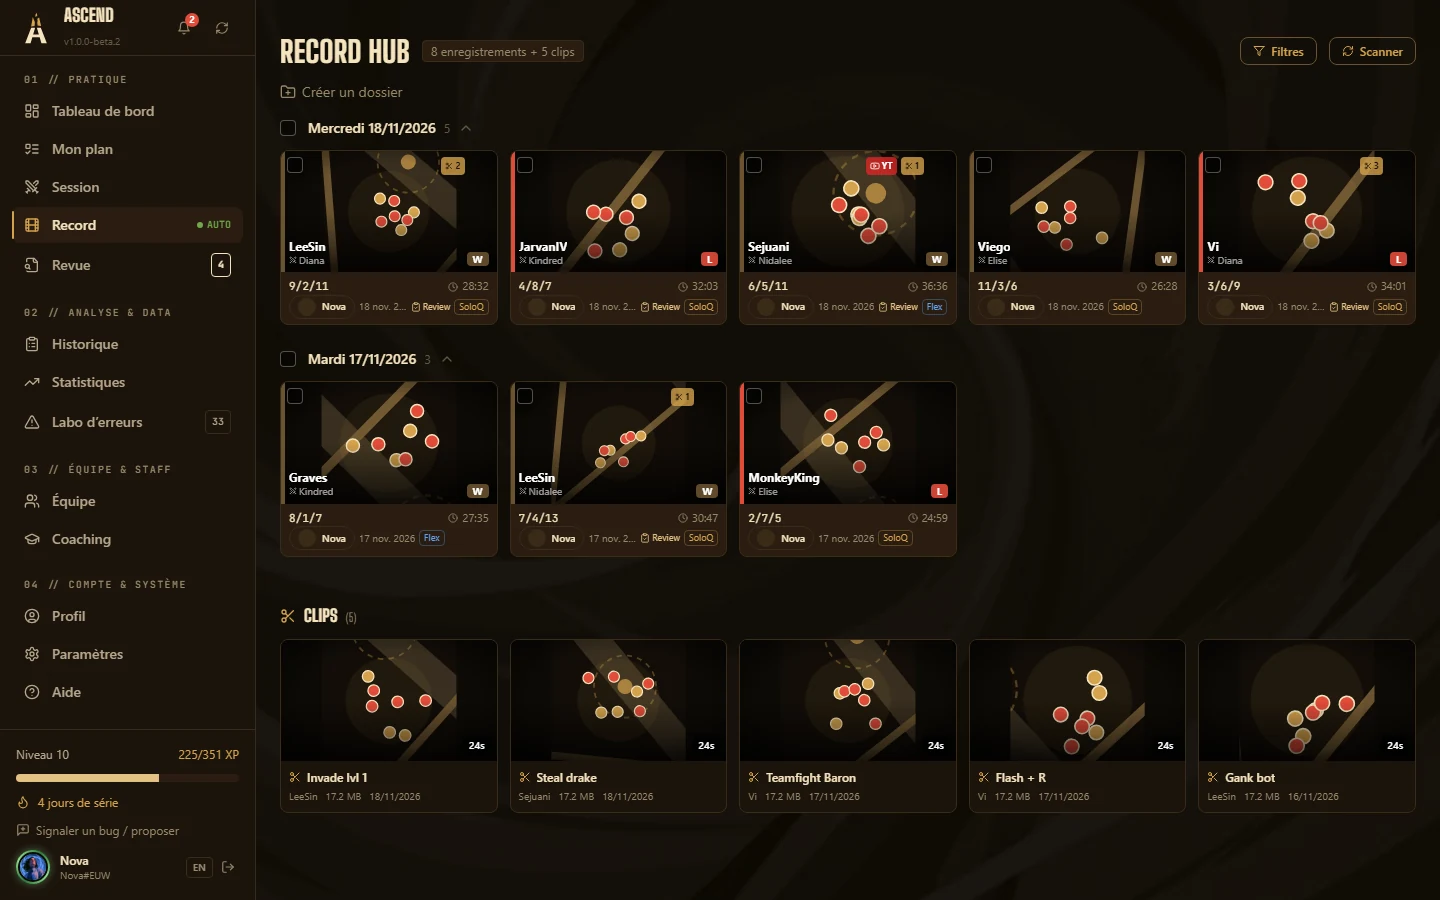 ASCEND
v1.0.0-beta.2
2
01 // PRATIQUE
Tableau de bord
Mon plan
Session
Record
AUTO
Revue
4
02 // ANALYSE & DATA
Historique
Statistiques
Labo d'erreurs
33
03 // ÉQUIPE & STAFF
Équipe
Coaching
04 // COMPTE & SYSTÈME
Profil
Paramètres
Aide
Niveau 10
225/351 XP
4 jours de série
Signaler un bug / proposer
Nova
Nova#EUW
EN
RECORD HUB
8 enregistrements + 5 clips
Filtres
Scanner
Créer un dossier
Mercredi 18/11/2026 5
2
LeeSin
Diana
W
9/2/11
28:32
Nova 18 nov. 2... Review SoloQ
JarvanIV
Kindred
L
4/8/7
32:03
Nova 18 nov. 2... Review SoloQ
YT
1
Sejuani
Nidalee
W
6/5/11
36:36
Nova 18 nov. 2026 Review Flex
Viego
Elise
W
11/3/6
26:28
Nova 18 nov. 2026 SoloQ
3
Vi
Diana
L
3/6/9
34:01
Nova 18 nov. 2... Review SoloQ
Mardi 17/11/2026 3
Graves
Kindred
W
8/1/7
27:35
Nova 17 nov. 2026 Flex
1
LeeSin
Nidalee
W
7/4/13
30:47
Nova 17 nov. 2... Review SoloQ
MonkeyKing
Elise
L
2/7/5
24:59
Nova 17 nov. 2026 SoloQ
CLIPS (5)
24s
Invade lvl 1
LeeSin 17.2 MB 18/11/2026
24s
Steal drake
Sejuani 17.2 MB 18/11/2026
24s
Teamfight Baron
Vi 17.2 MB 17/11/2026
24s
Flash + R
Vi 17.2 MB 17/11/2026
24s
Gank bot
LeeSin 17.2 MB 16/11/2026